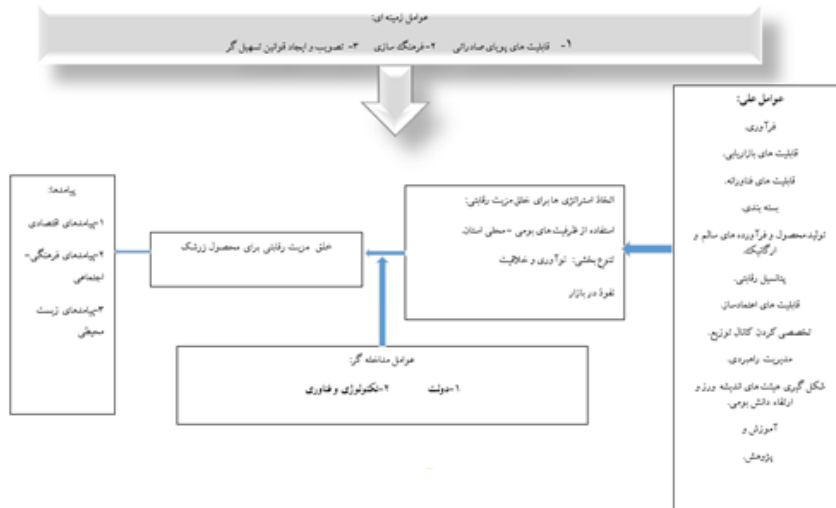 عوامل زمینه ای:
۱- قابلیت های پویای صادراتی ۲-فرهنگ سازی ۳- تصویب و ایجاد قوانین تسهیل گر
عوامل علی:
فرآوری.
قابلیت های بازاریابی.
قابلیت های فناورانه.
بسته بندی.
تولید محصول و فرآورده های سالم و
ارگانیک.
پتانسیل رقابتی.
قابلیت های اعتمادساز.
تخصصی کردن کانال توزیع.
مدیریت راهبردی.
شکل گیری هیئت های اندیشه ورز و
ارتقاء دانش بومی.
آموزش و
پژوهش.
اتخاذ استراتژی ها برای خلق مزیت رقابتی:
استفاده از ظرفیت های بومی -محلی استان.
تنوع بخشی: نوآوری و خلاقیت
نفوذ در بازار
خلق مزیت رقابتی برای محصول زرشک
پیامدها:
۱-پیامدهای اقتصادی
۲-پیامدهای فرهنگی-
اجتماعی
۳-پیامدهای زیست
محیطی
عوامل مداخله گر:
۱-دولت ۲-تکنولوژی و فناوری